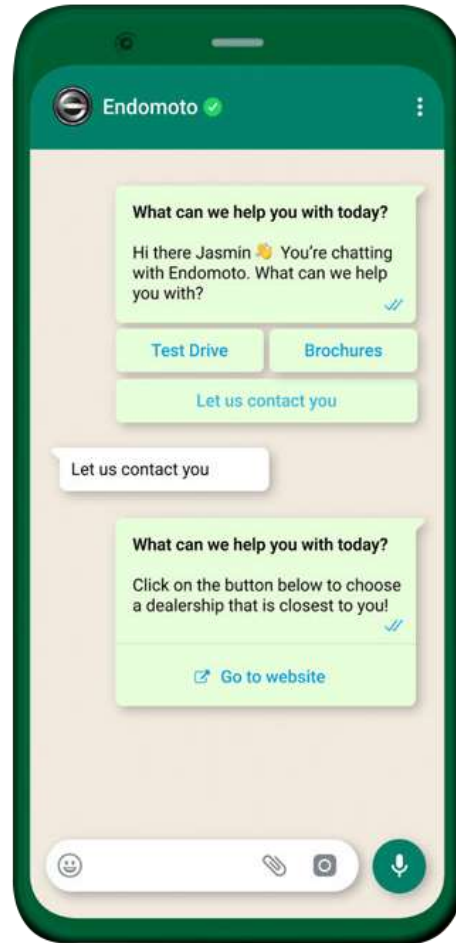 Endomoto
What can we help you with today?
Hi there Jasmin 👋 You're chatting
with Endomoto. What can we help
you with?
Test Drive
Brochures
Let us contact you
Let us contact you
What can we help you with today?
Click on the button below to choose
a dealership that is closest to you!
Go to website